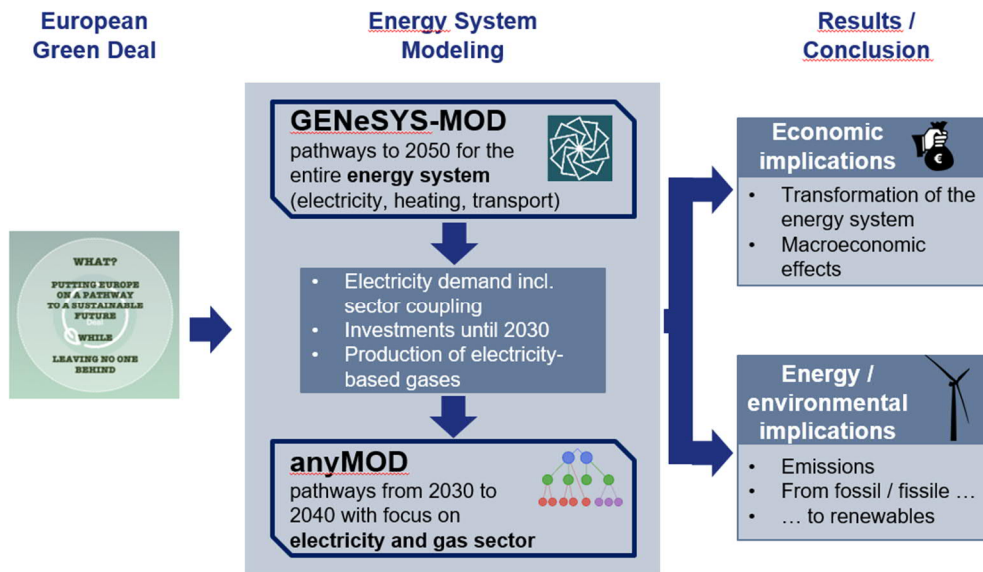 European
Green Deal
Energy System
Modeling
Results /
Conclusion
WHAT?
PUTTING EUROPE
ON A PATHWAY
TO A SUSTAINABLE
FUTURE
WHILE
LEAVING NO ONE
BEHIND
GENeSYS-MOD
pathways to 2050 for the
entire energy system
(electricity, heating, transport)
• Electricity demand incl.
sector coupling
• Investments until 2030
• Production of electricity-
based gases
anyMOD
pathways from 2030 to
2040 with focus on
electricity and gas sector
Economic
implications
€
• Transformation of the
energy system
• Macroeconomic
effects
Energy /
environmental
implications
• Emissions
• From fossil / fissile …
• … to renewables